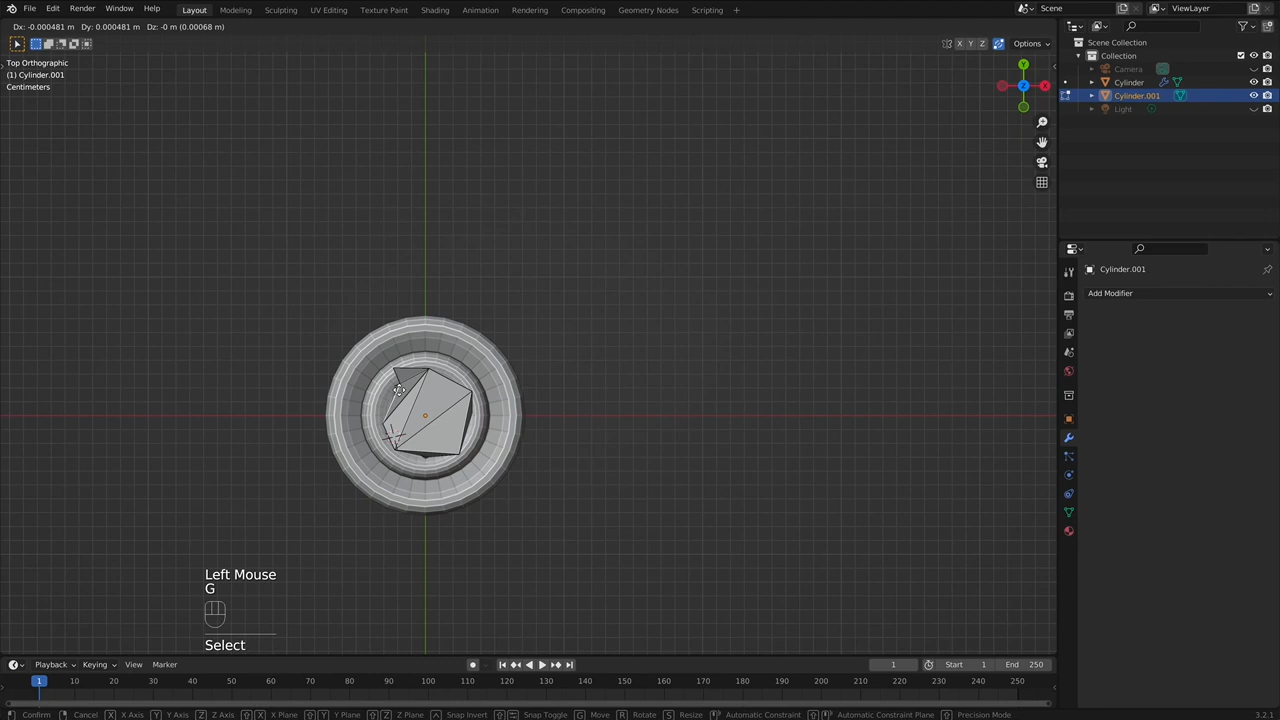 File Edit Render Window Help Layout Modeling Sculpting UV Editing Texture Paint Shading Animation Rendering Compositing Geometry Nodes Scripting + Scene ViewLayer
Dx: -0.000481 m Dy: 0.000481 m Dz: -0 m (0.00068 m)
X Y Z Options
Top Orthographic
(1) Cylinder.001
Centimeters
Y
Z
X
Scene Collection
Collection
Camera
Cylinder
Cylinder.001
Light
Cylinder.001
Add Modifier
Left Mouse
G
Select
Playback Keying View Marker 1 Start 1 End 250
1 10 20 30 40 50 60 70 80 90 100 110 120 130 140 150 160 170 180 190 200 210 220 230 240 250
Confirm Cancel X X Axis Y Y Axis Z Z Axis X X Plane Y Y Plane Z Z Plane Snap Invert Snap Toggle G Move R Rotate S Resize Automatic Constraint Automatic Constraint Plane Precision Mode 3.2.1